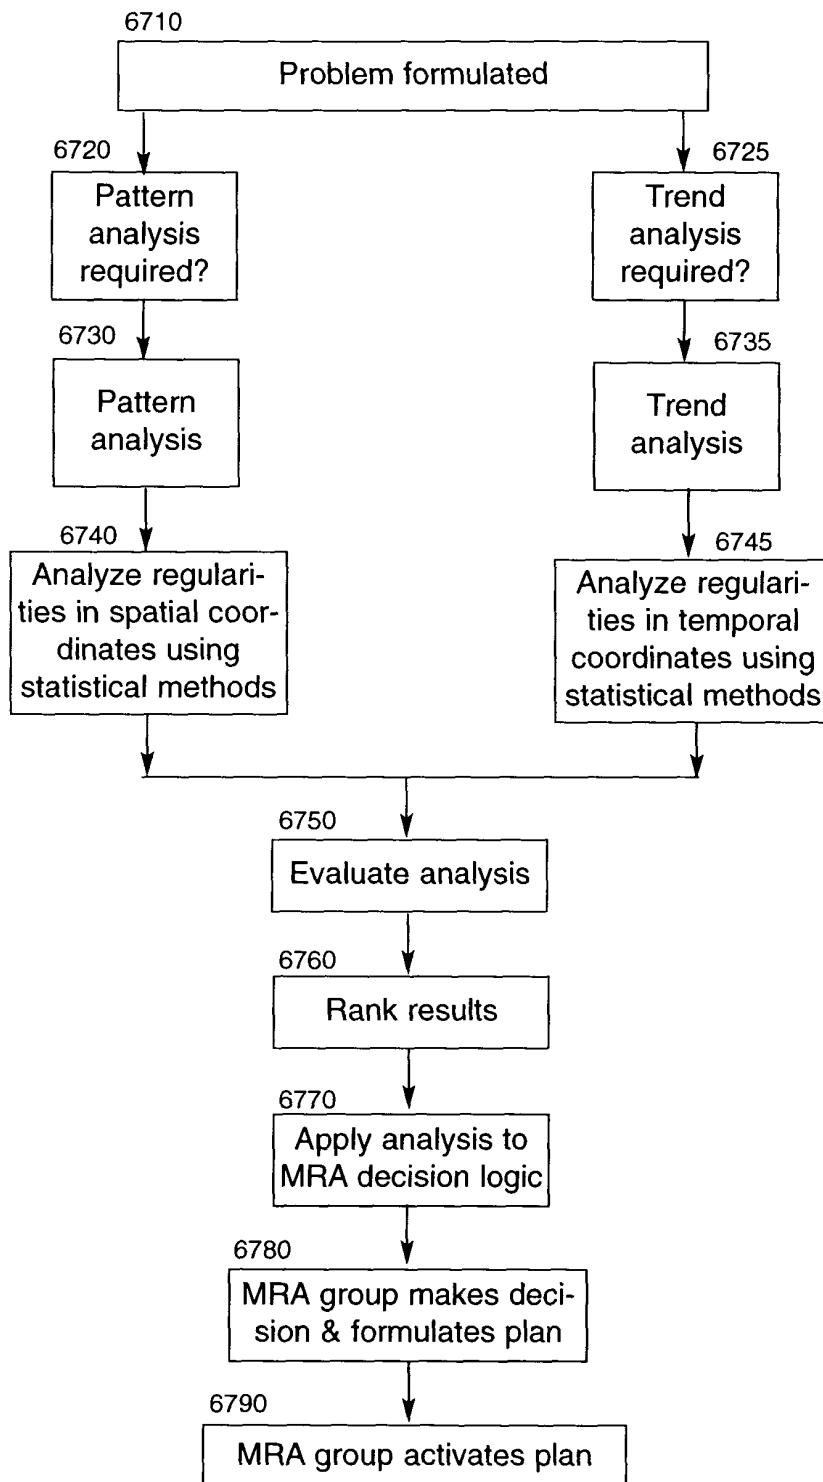 6710
Problem formulated
6720
Pattern
analysis
required?
6725
Trend
analysis
required?
6730
Pattern
analysis
6735
Trend
analysis
6740
Analyze regulari-
ties in spatial coor-
dinates using
statistical methods
6745
Analyze regulari-
ties in temporal
coordinates using
statistical methods
6750
Evaluate analysis
6760
Rank results
6770
Apply analysis to
MRA decision logic
6780
MRA group makes deci-
sion & formulates plan
6790
MRA group activates plan